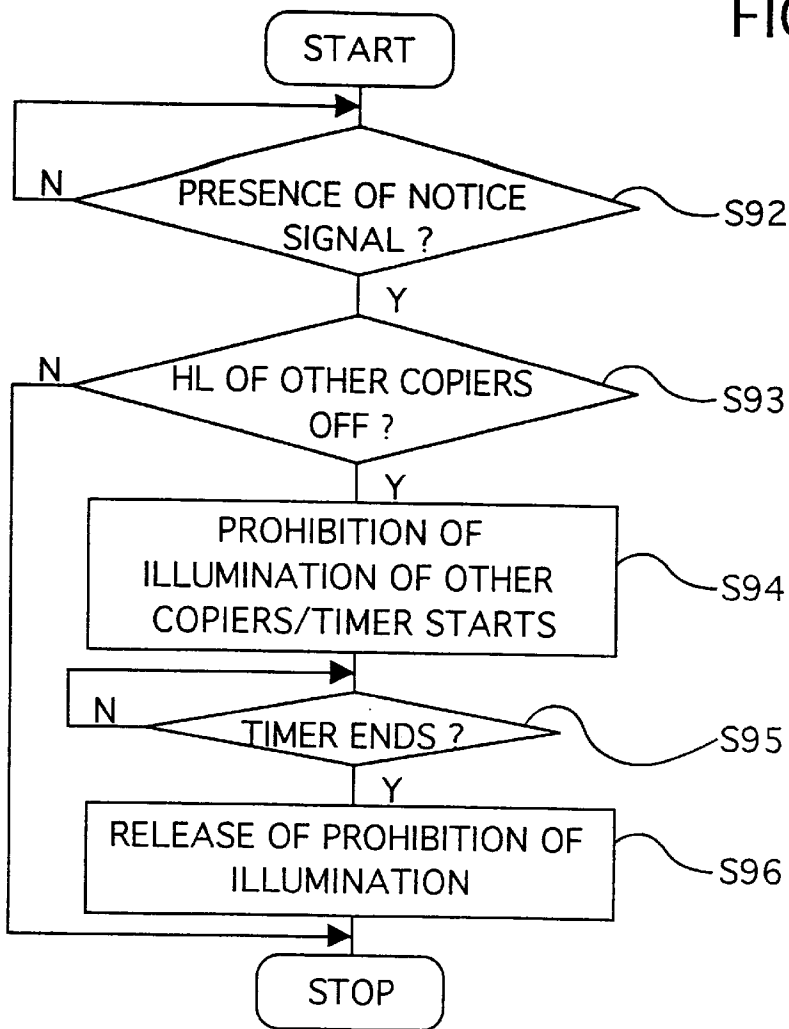 FIG
START
N
PRESENCE OF NOTICE
SIGNAL ?
S92
Y
N
HL OF OTHER COPIERS
OFF ?
S93
Y
PROHIBITION OF
ILLUMINATION OF OTHER
COPIERS/TIMER STARTS
S94
N
TIMER ENDS ?
S95
Y
RELEASE OF PROHIBITION OF
ILLUMINATION
S96
STOP